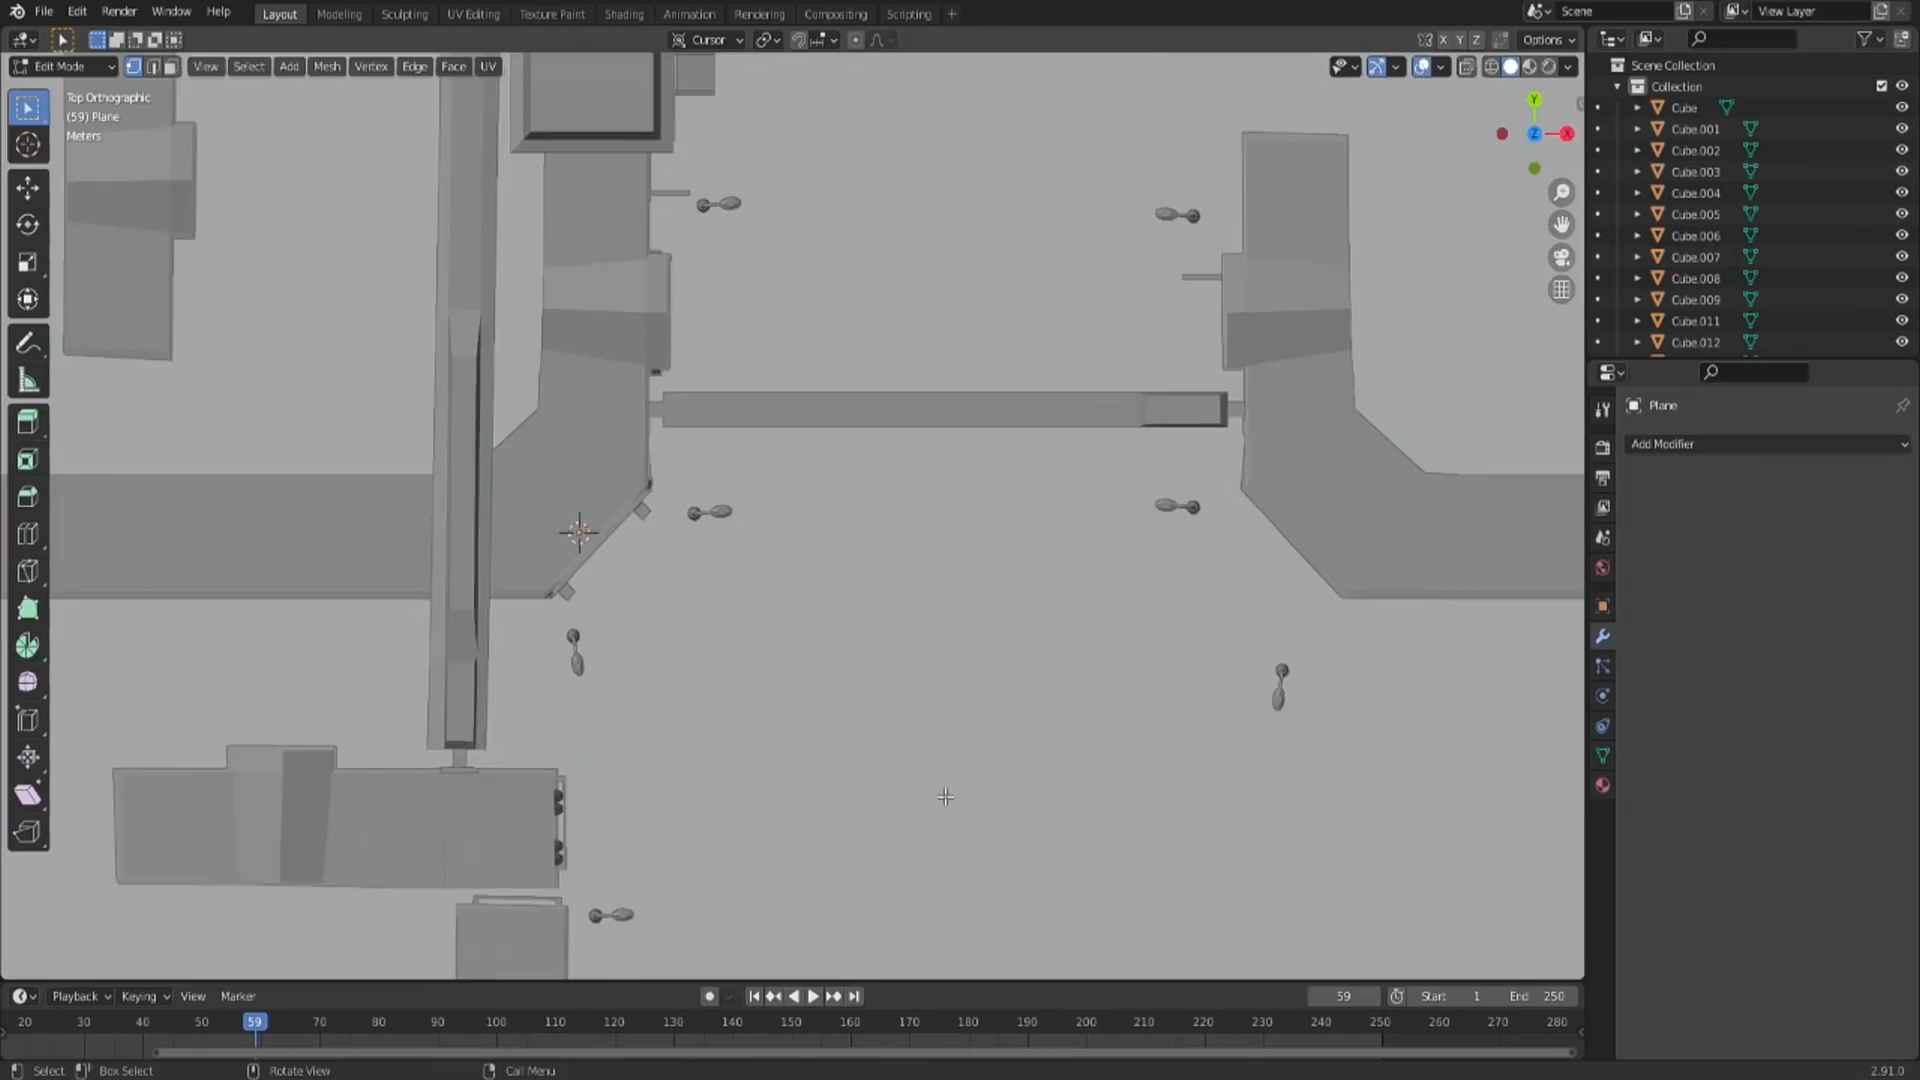 File Edit Render Window Help Layout Modeling Sculpting UV Editing Texture Paint Shading Animation Rendering Compositing Scripting + Scene View Layer
Cursor X Y Z Options
Edit Mode View Select Add Mesh Vertex Edge Face UV
Top Orthographic
(59) Plane
Meters
Y
Z X
Scene Collection
Collection
Cube
Cube.001
Cube.002
Cube.003
Cube.004
Cube.005
Cube.006
Cube.007
Cube.008
Cube.009
Cube.011
Cube.012
Plane
Add Modifier
Playback Keying View Marker 59 Start 1 End 250
20 30 40 50 59 70 80 90 100 110 120 130 140 150 160 170 180 190 200 210 220 230 240 250 260 270 280
Select Box Select Rotate View Call Menu 2.91.0